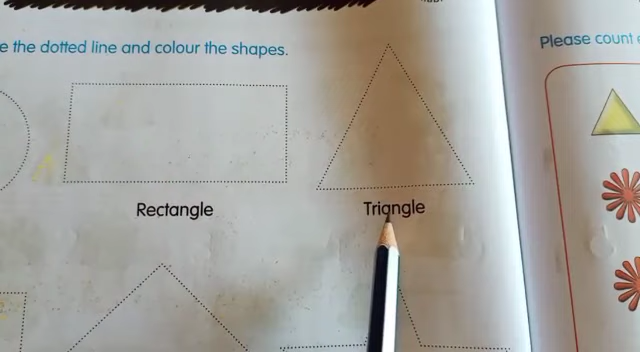 e the dotted line and colour the shapes.
Please count
Rectangle
Triangle